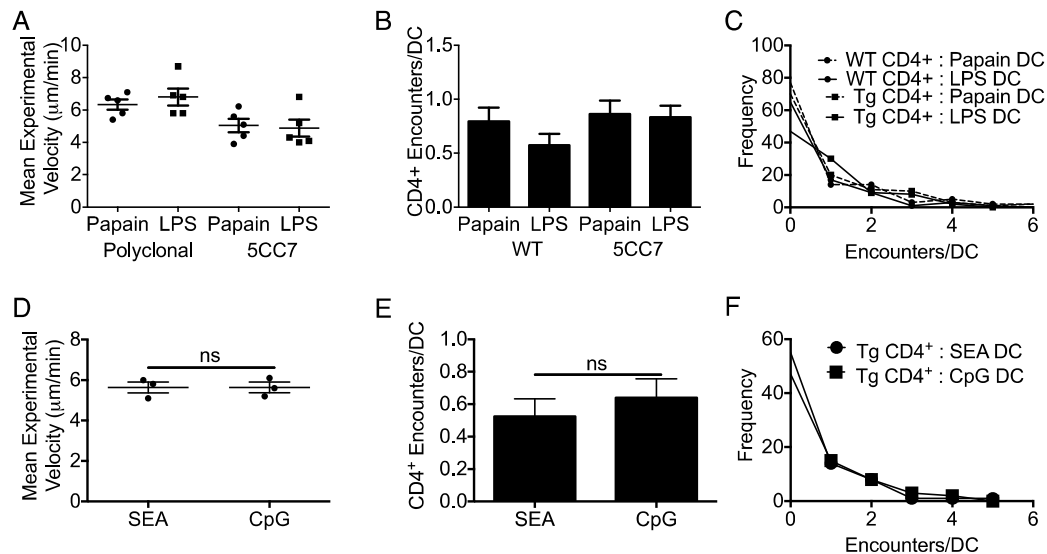 A
Mean Experimental
Velocity (μm/min)
10
8
6
4
2
0
Papain LPS Papain LPS
Polyclonal 5CC7
B
CD4+ Encounters/DC
1.5
1.0
0.5
0.0
Papain LPS Papain LPS
WT 5CC7
C
Frequency
100
80
60
40
20
0
WT CD4+ : Papain DC
WT CD4+ : LPS DC
Tg CD4+ : Papain DC
Tg CD4+ : LPS DC
0 2 4 6
Encounters/DC
D
Mean Experimental
Velocity (μm/min)
8
6
4
2
0
ns
SEA CpG
E
CD4+ Encounters/DC
1.0
0.8
0.6
0.4
0.2
0.0
ns
SEA CpG
F
Frequency
60
40
20
0
Tg CD4+ : SEA DC
Tg CD4+ : CpG DC
0 2 4 6
Encounters/DC